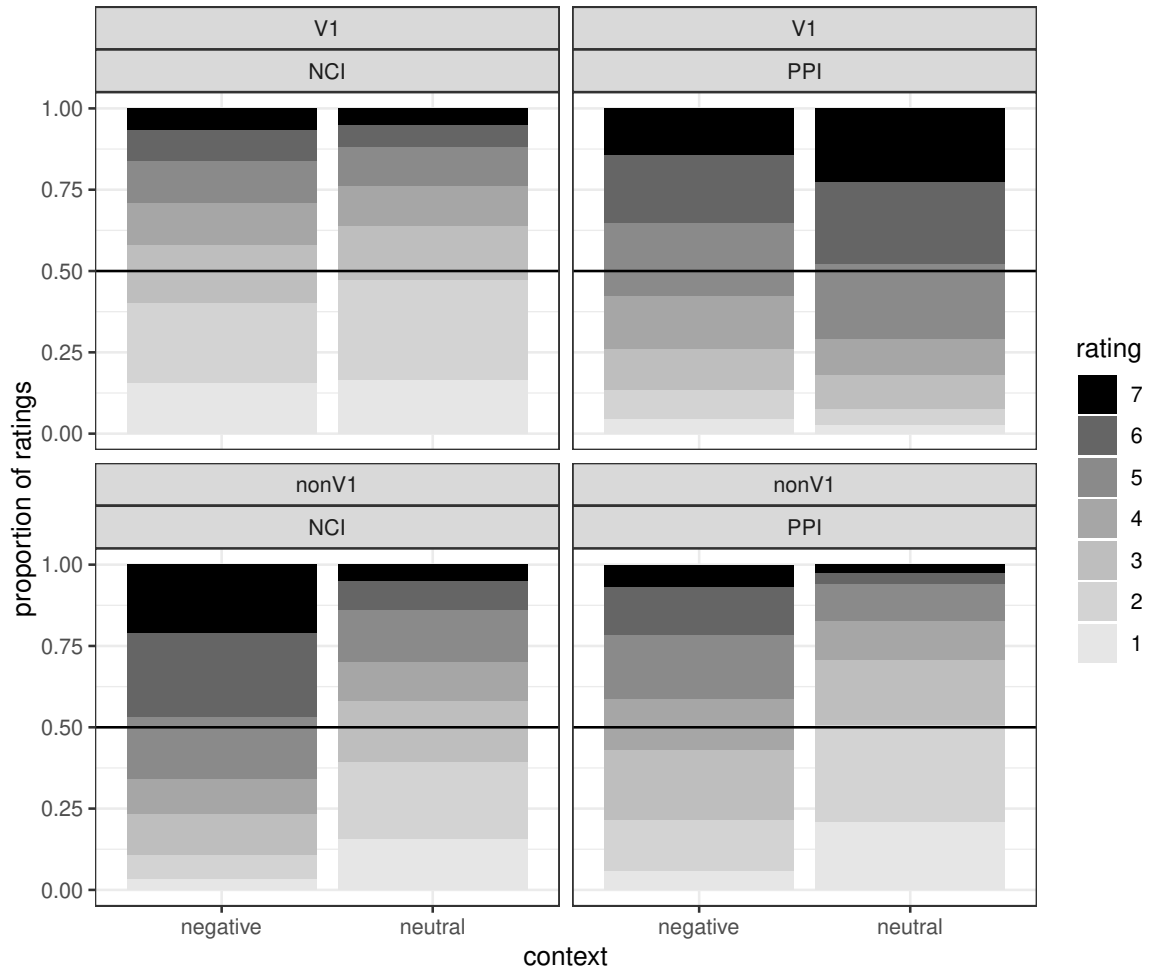 V1
V1
NCI
PPI
1.00
0.75
0.50
0.25
0.00
proportion of ratings
nonV1
nonV1
NCI
PPI
1.00
0.75
0.50
0.25
0.00
negative
neutral
negative
neutral
context
rating
7
6
5
4
3
2
1